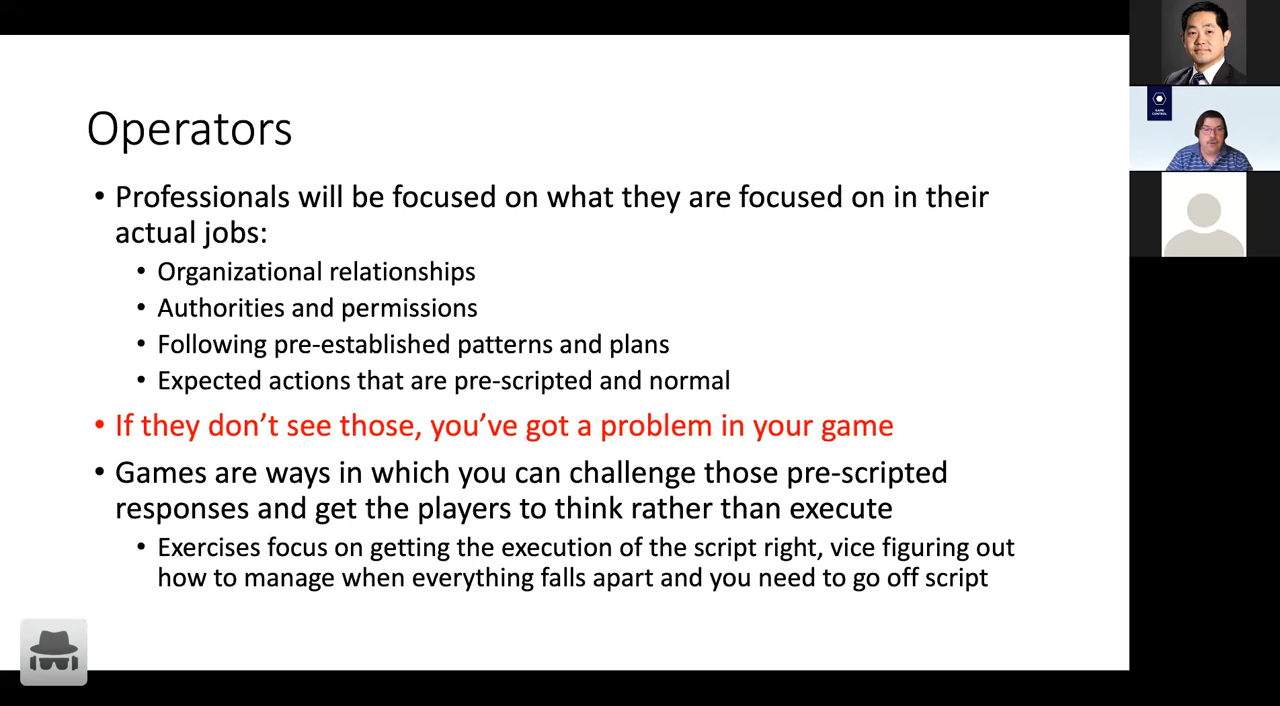 Operators
• Professionals will be focused on what they are focused on in their
actual jobs:
• Organizational relationships
• Authorities and permissions
• Following pre-established patterns and plans
• Expected actions that are pre-scripted and normal
• If they don’t see those, you’ve got a problem in your game
• Games are ways in which you can challenge those pre-scripted
responses and get the players to think rather than execute
• Exercises focus on getting the execution of the script right, vice figuring out
how to manage when everything falls apart and you need to go off script
GAME
CONTROL